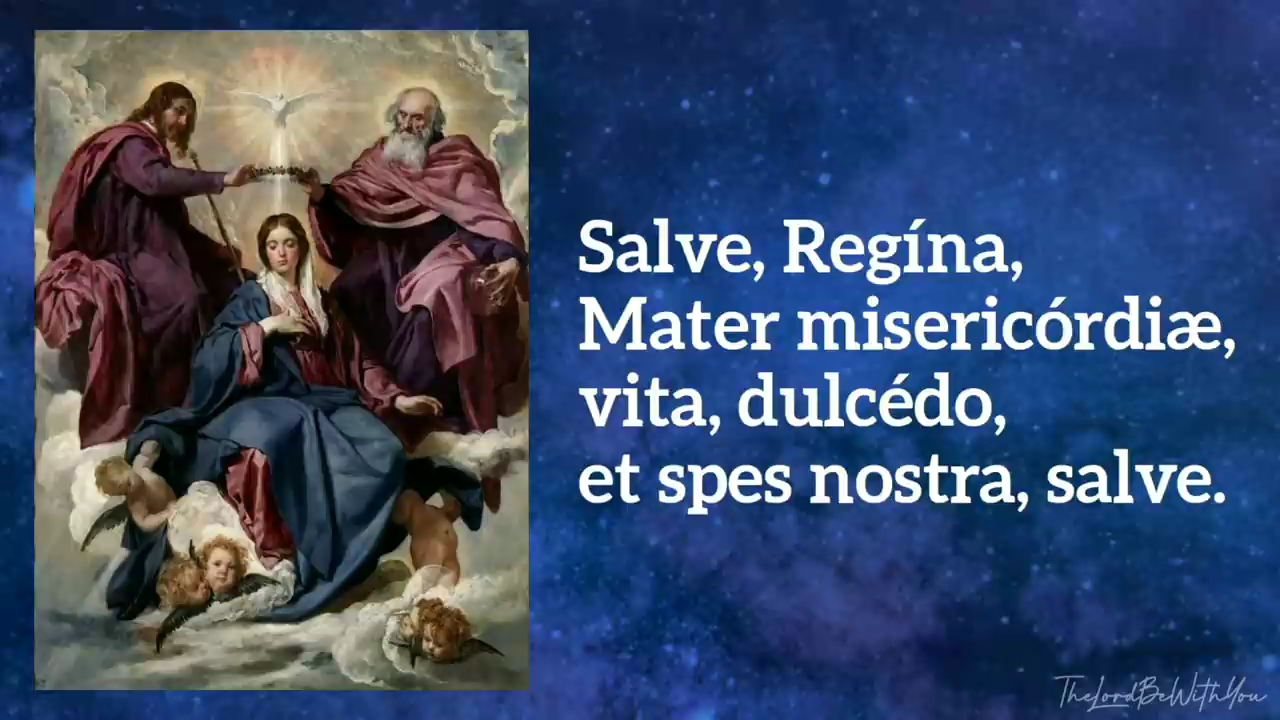 Salve, Regína,
Mater misericórdiæ,
vita, dulcédo,
et spes nostra, salve.
TheLordBeWithYou